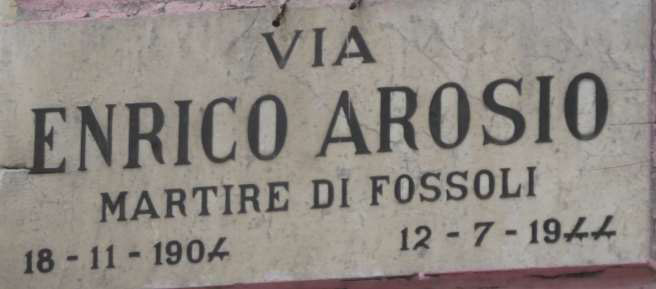 VIA
ENRICO AROSIO
MARTIRE DI FOSSOLI
18 - 11 - 1904 12 - 7 - 1944